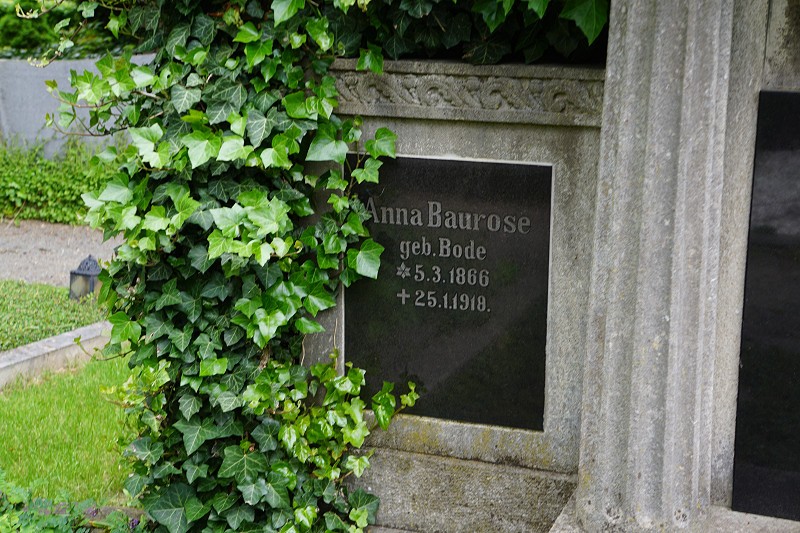 Anna Baurose
geb. Bode
* 5.3.1866
† 25.1.1918.